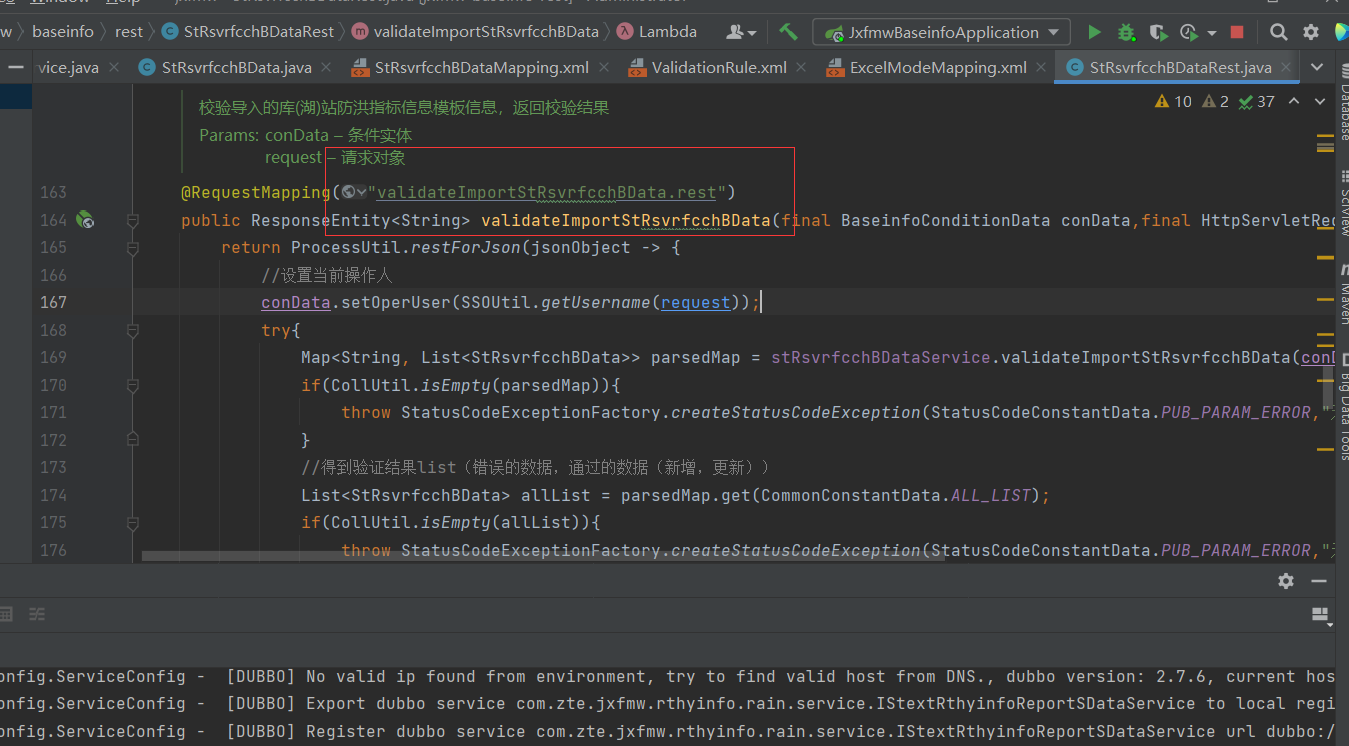 w baseinfo rest StRsvrfcchBDataRest validateImportStRsvrfcchBData Lambda JxfmwBaseinfoApplication
vice.java StRsvrfcchBData.java StRsvrfcchBDataMapping.xml ValidationRule.xml ExcelModeMapping.xml StRsvrfcchBDataRest.java
10 2 37
校验导入的库(湖)站防洪指标信息模板信息，返回校验结果
Params: conData – 条件实体
request – 请求对象
163 @RequestMapping("validateImportStRsvrfcchBData.rest")
164 public ResponseEntity<String> validateImportStRsvrfcchBData(final BaseinfoConditionData conData,final HttpServletReq
165 return ProcessUtil.restForJson(jsonObject -> {
166 //设置当前操作人
167 conData.setOperUser(SSOUtil.getUsername(request));
168 try{
169 Map<String, List<StRsvrfcchBData>> parsedMap = stRsvrfcchBDataService.validateImportStRsvrfcchBData(conD
170 if(CollUtil.isEmpty(parsedMap)){
171 throw StatusCodeExceptionFactory.createStatusCodeException(StatusCodeConstantData.PUB_PARAM_ERROR,"
172 }
173 //得到验证结果list（错误的数据，通过的数据（新增，更新））
174 List<StRsvrfcchBData> allList = parsedMap.get(CommonConstantData.ALL_LIST);
175 if(CollUtil.isEmpty(allList)){
176 throw StatusCodeExceptionFactory.createStatusCodeException(StatusCodeConstantData.PUB_PARAM_ERROR,"
Database
SciView
Maven
Big Data Tools
onfig.ServiceConfig - [DUBBO] No valid ip found from environment, try to find valid host from DNS., dubbo version: 2.7.6, current hos
onfig.ServiceConfig - [DUBBO] Export dubbo service com.zte.jxfmw.rthyinfo.rain.service.IStextRthyinfoReportSDataService to local regi
onfig.ServiceConfig - [DUBBO] Register dubbo service com.zte.jxfmw.rthyinfo.rain.service.IStextRthyinfoReportSDataService url dubbo:/